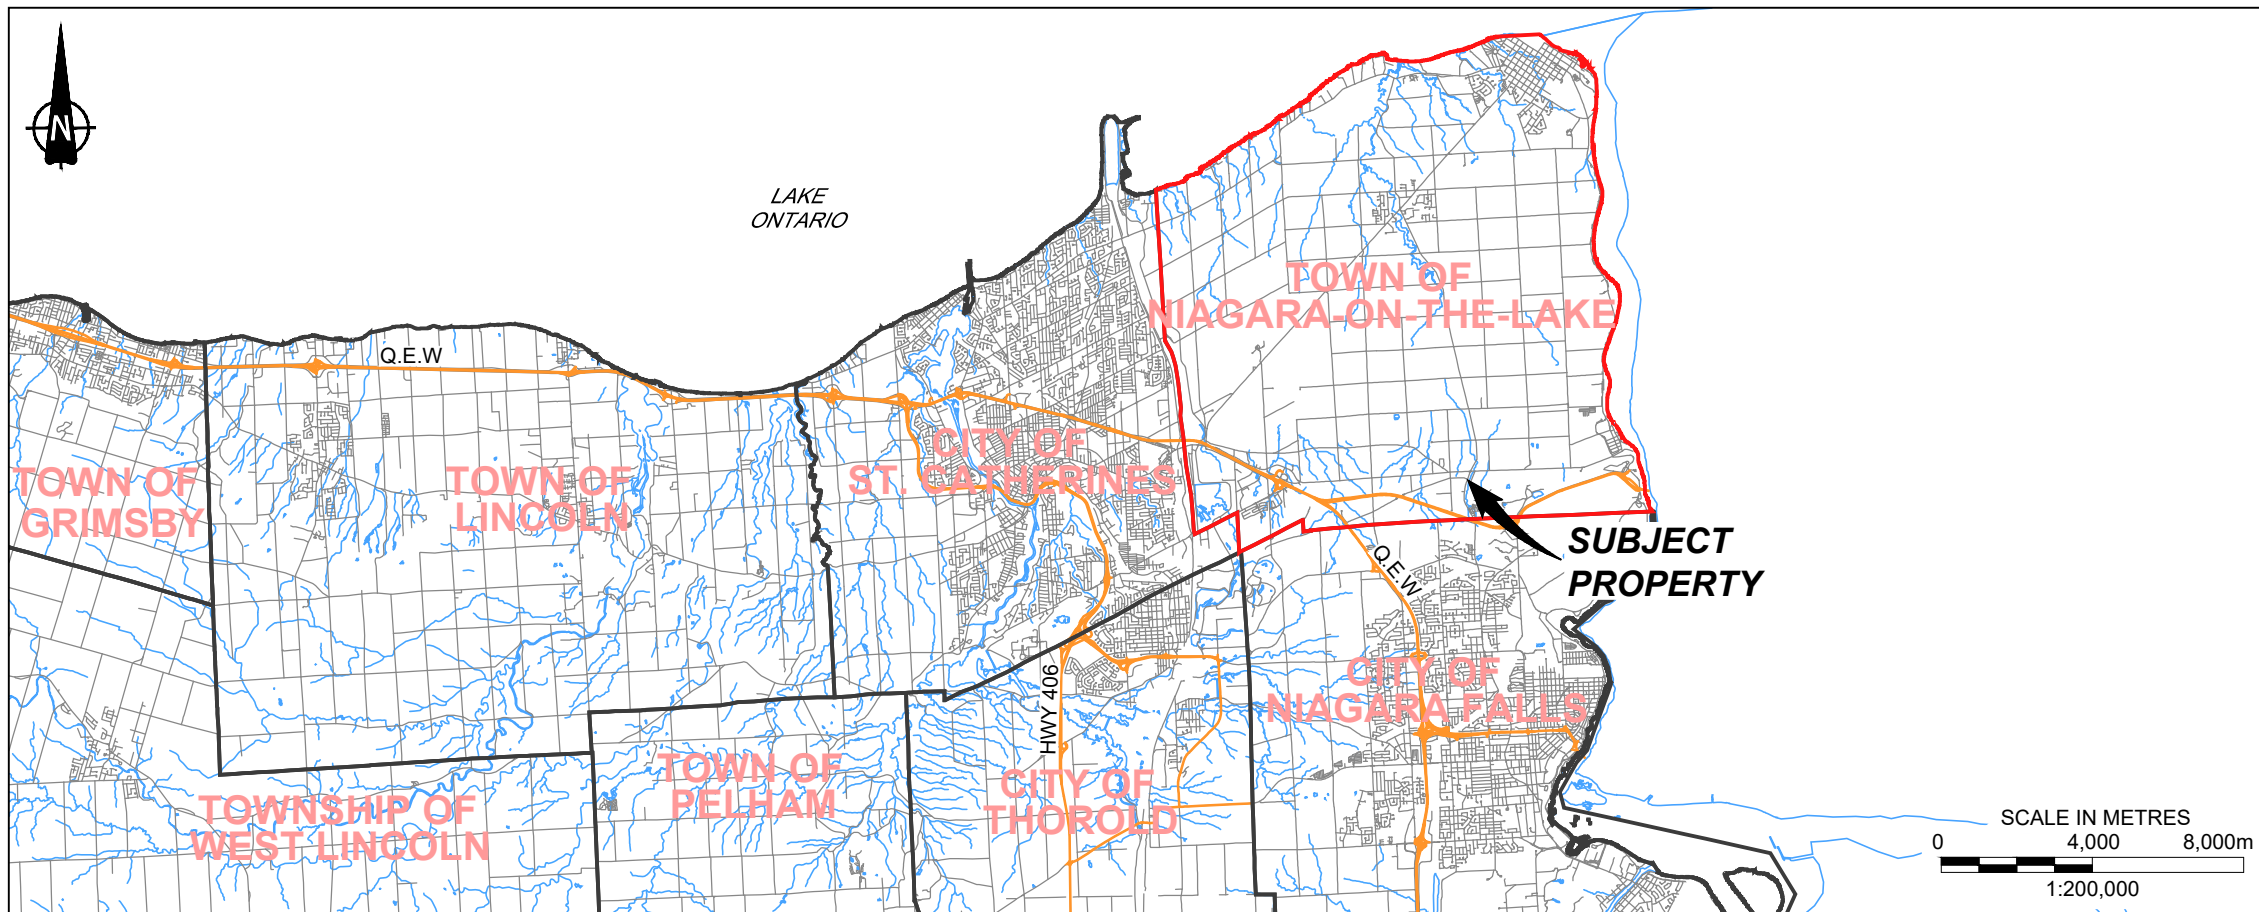 N
LAKE
ONTARIO
TOWN OF
NIAGARA-ON-THE-LAKE
Q.E.W
CITY OF
ST. CATHERINES
TOWN OF
GRIMSBY
TOWN OF
LINCOLN
SUBJECT
PROPERTY
Q.E.W
HWY 406
CITY OF
NIAGARA FALLS
TOWN OF
PELHAM
CITY OF
THOROLD
TOWNSHIP OF
WEST LINCOLN
SCALE IN METRES
0 4,000 8,000m
1:200,000